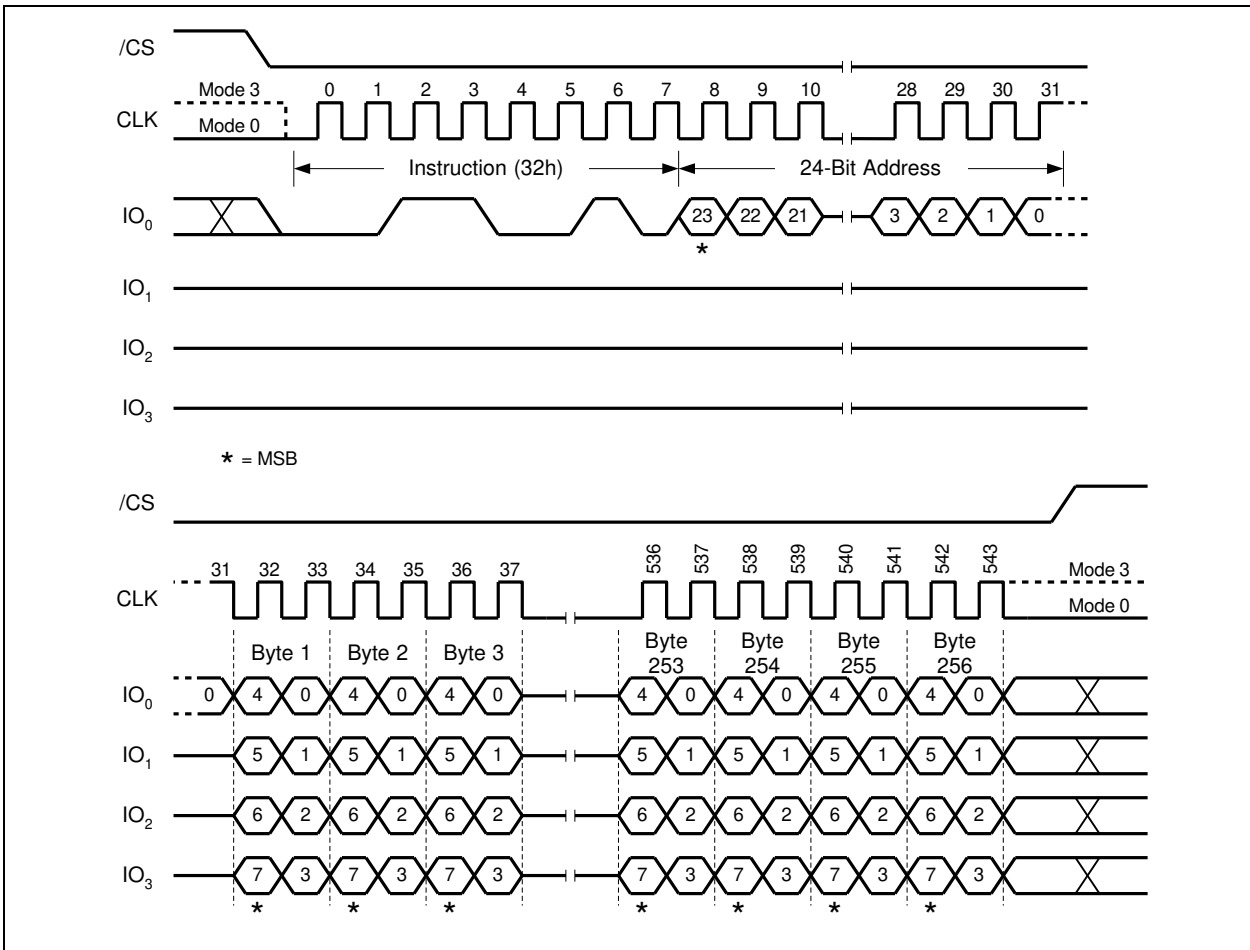 /CS
Mode 3 0 1 2 3 4 5 6 7 8 9 10 28 29 30 31
CLK
Mode 0
Instruction (32h) 24-Bit Address
IO0 23 22 21 3 2 1 0
*
IO1
IO2
IO3
* = MSB
/CS
31 32 33 34 35 36 37 536 537 538 539 540 541 542 543 Mode 3
CLK
Mode 0
Byte 1 Byte 2 Byte 3 Byte 253 Byte 254 Byte 255 Byte 256
IO0 0 4 0 4 0 4 0 4 0 4 0 4 0 4 0
IO1 5 1 5 1 5 1 5 1 5 1 5 1 5 1
IO2 6 2 6 2 6 2 6 2 6 2 6 2 6 2
IO3 7 3 7 3 7 3 7 3 7 3 7 3 7 3
* * * * * * *